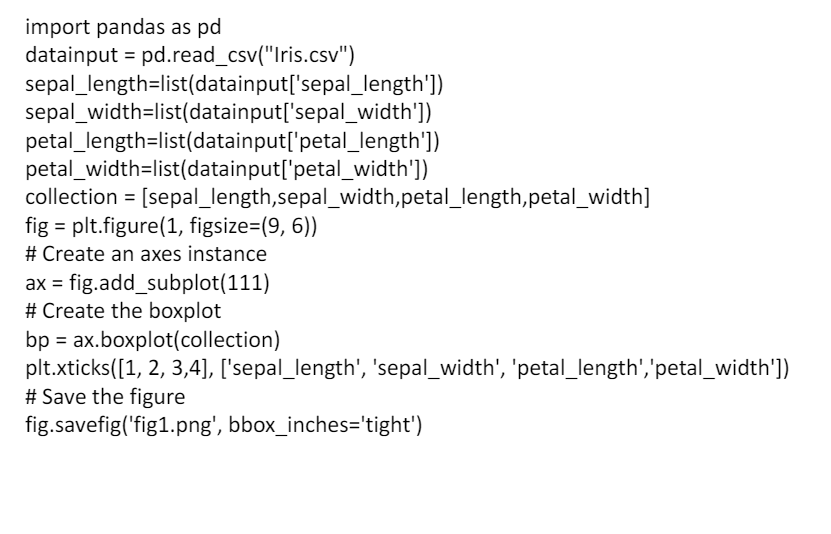 import pandas as pd
datainput = pd.read_csv("Iris.csv")
sepal_length=list(datainput['sepal_length'])
sepal_width=list(datainput['sepal_width'])
petal_length=list(datainput['petal_length'])
petal_width=list(datainput['petal_width'])
collection = [sepal_length,sepal_width,petal_length,petal_width]
fig = plt.figure(1, figsize=(9, 6))
# Create an axes instance
ax = fig.add_subplot(111)
# Create the boxplot
bp = ax.boxplot(collection)
plt.xticks([1, 2, 3,4], ['sepal_length', 'sepal_width', 'petal_length','petal_width'])
# Save the figure
fig.savefig('fig1.png', bbox_inches='tight')